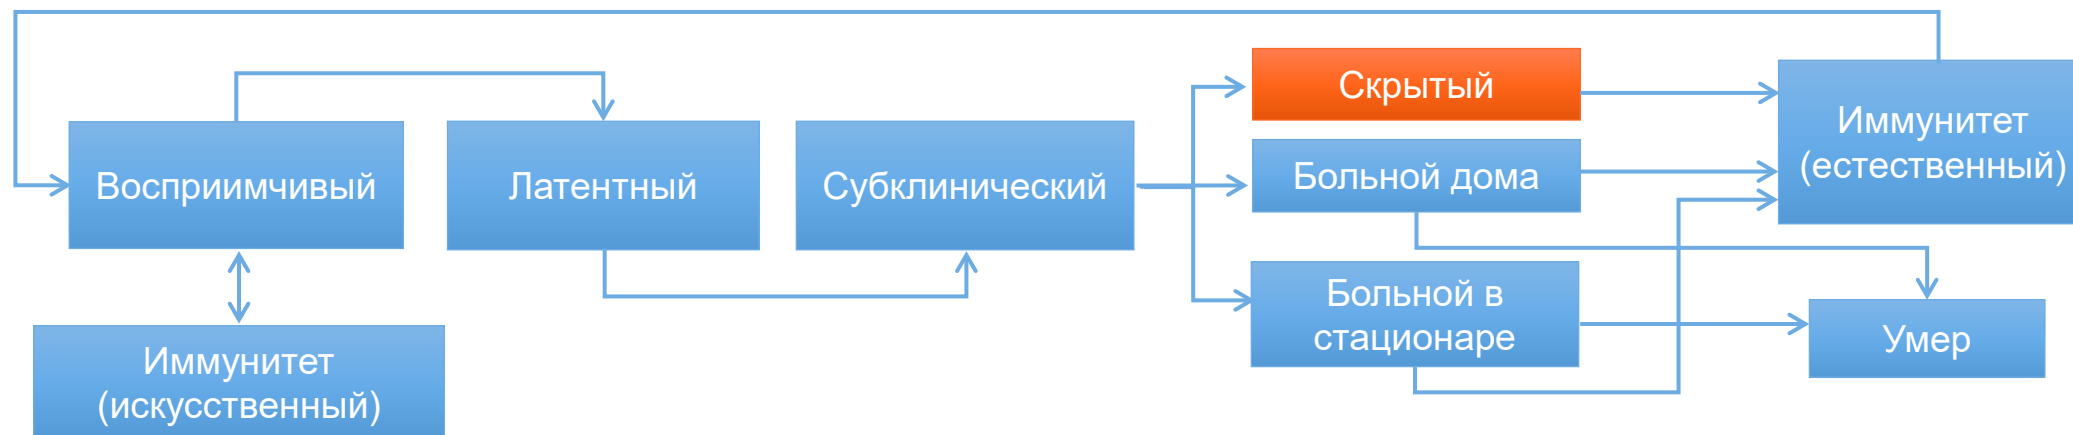 Восприимчивый
Латентный
Субклинический
Скрытый
Больной дома
Больной в
стационаре
Иммунитет
(естественный)
Умер
Иммунитет
(искусственный)